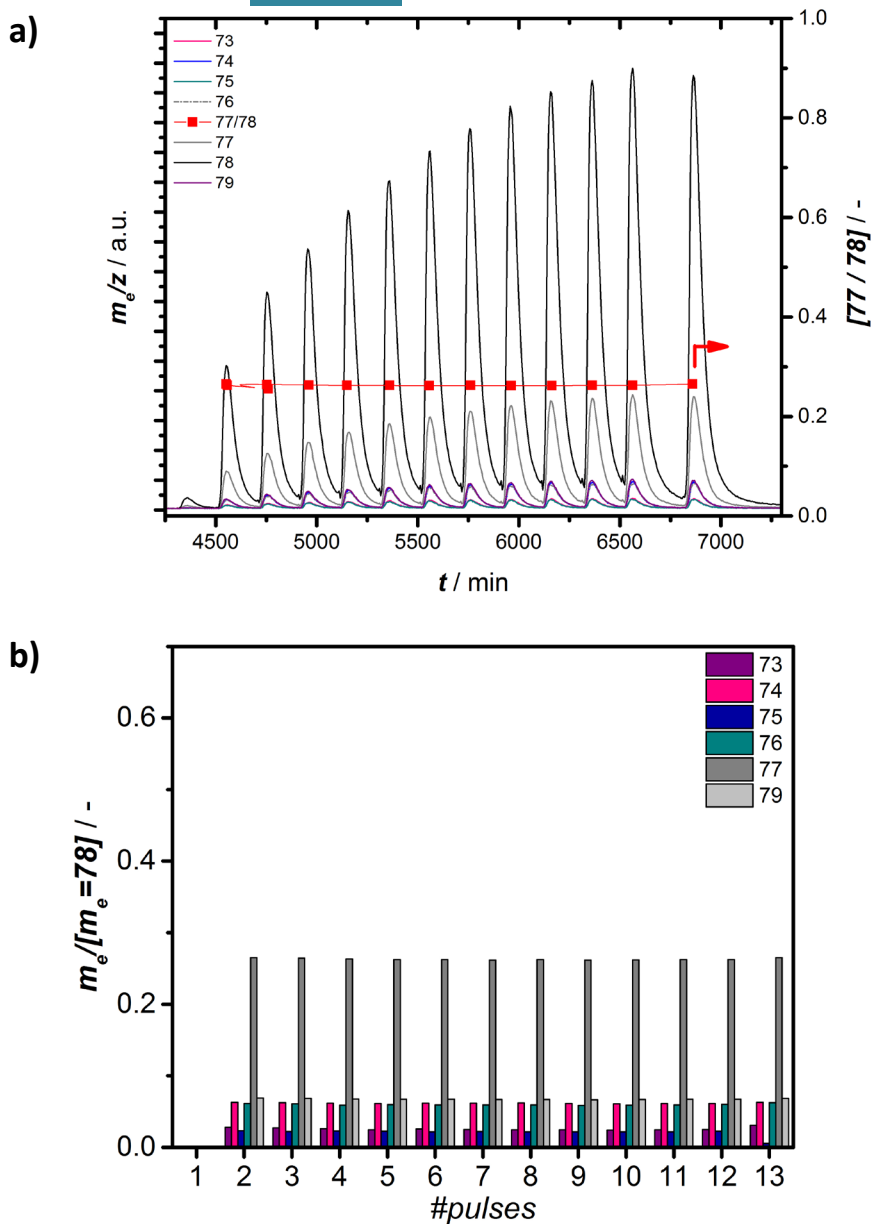 a)
73
74
75
76
77/78
77
78
79
m_e/z / a.u.
1.0
0.8
0.6
0.4
0.2
0.0
[77 / 78] / -
4500 5000 5500 6000 6500 7000
t / min
b)
73
74
75
76
77
79
0.6
0.4
0.2
0.0
m_e/[m_e=78] / -
1 2 3 4 5 6 7 8 9 10 11 12 13
#pulses